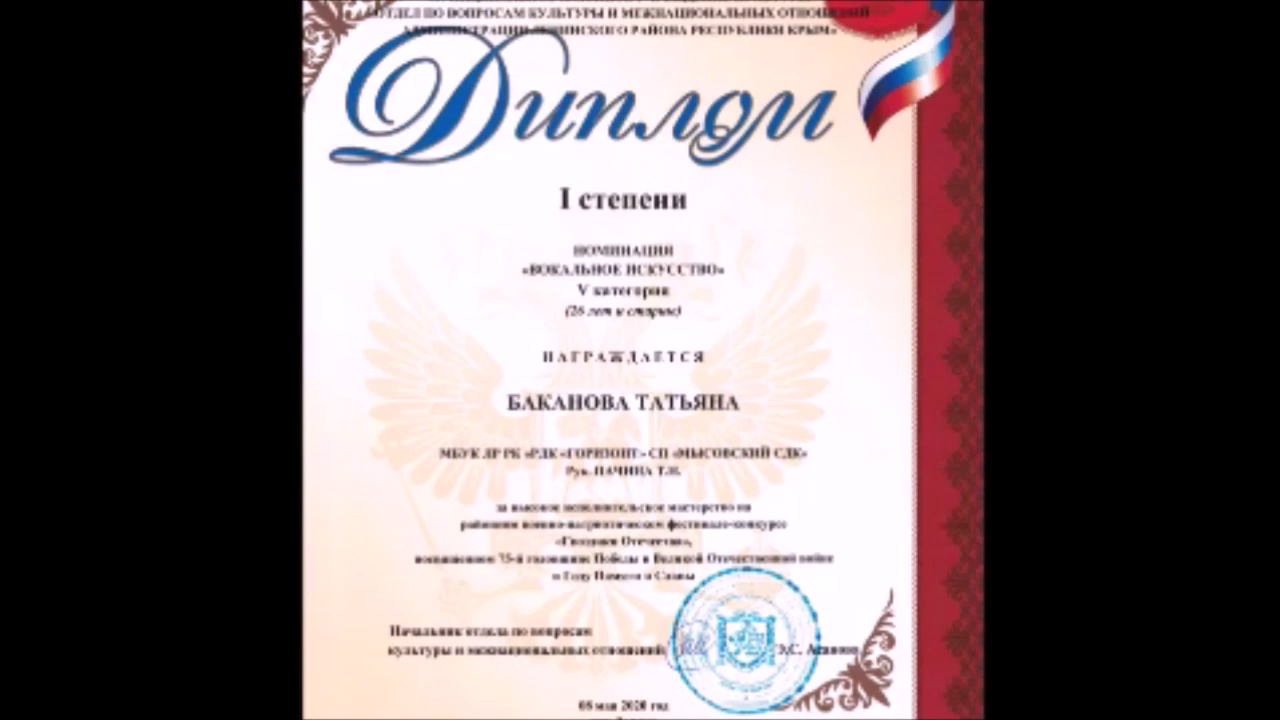 ОТДЕЛ ПО ВОПРОСАМ КУЛЬТУРЫ И МЕЖНАЦИОНАЛЬНЫХ ОТНОШЕНИЙ
АДМИНИСТРАЦИИ ЛЕНИНСКОГО РАЙОНА РЕСПУБЛИКИ КРЫМ»
Диплом
I степени
НОМИНАЦИЯ
«ВОКАЛЬНОЕ ИСКУССТВО»
V категория
(26 лет и старше)
НАГРАЖДАЕТСЯ
БАКАНОВА ТАТЬЯНА
МБУК ЛР РК «РДК «ГОРИЗОНТ» СП «МЫСОВСКИЙ СДК»
Рук. ПАЧИНА Т.Н.
за высокое исполнительское мастерство на
районном военно-патриотическом фестивале-конкурсе
«Гвоздики Отечества»,
посвященном 75-й годовщине Победы в Великой Отечественной войне
и Году Памяти и Славы
Начальник отдела по вопросам
культуры и межнациональных отношений
Э.С.
08 мая 2020 год